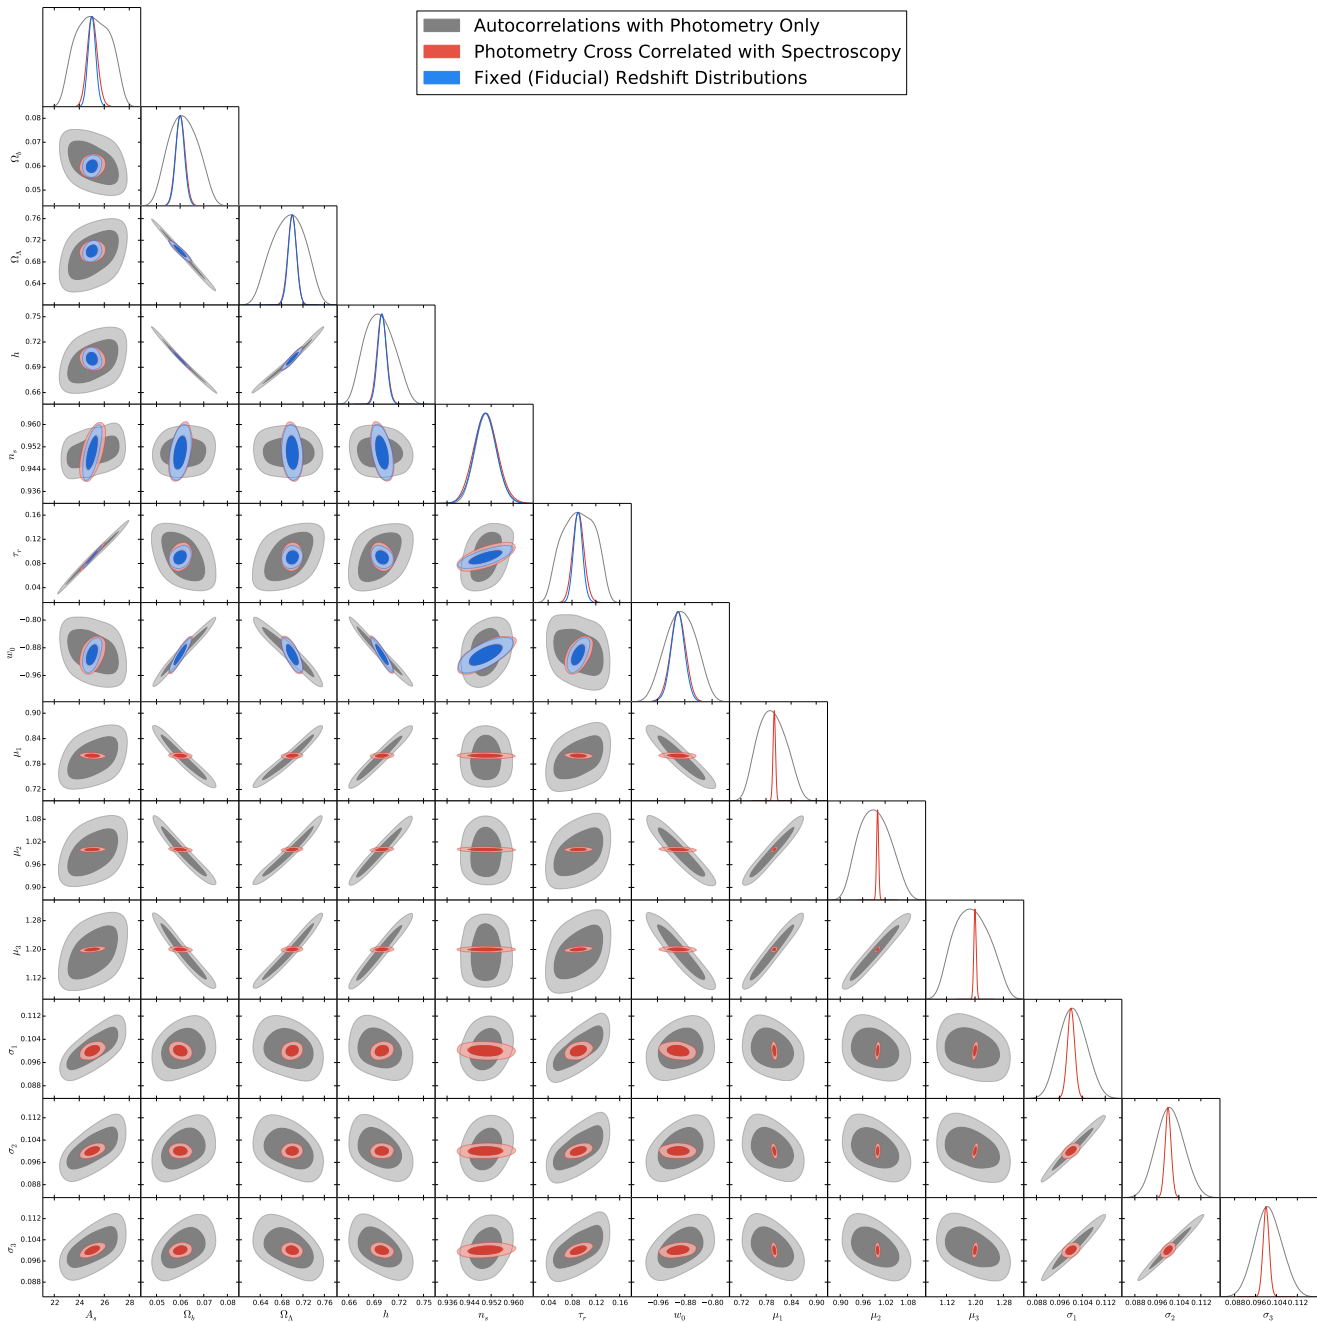 Autocorrelations with Photometry Only
Photometry Cross Correlated with Spectroscopy
Fixed (Fiducial) Redshift Distributions
0.08
0.07
0.06
0.05
Ω_b
0.76
0.72
0.68
0.64
Ω_Λ
0.75
0.72
0.69
0.66
h
0.960
0.952
0.944
0.936
n_s
0.16
0.12
0.08
0.04
τ_r
−0.80
−0.88
−0.96
w_0
0.90
0.84
0.78
0.72
μ_1
1.08
1.02
0.96
0.90
μ_2
1.28
1.20
1.12
μ_3
0.112
0.104
0.096
0.088
σ_1
0.112
0.104
0.096
0.088
σ_2
0.112
0.104
0.096
0.088
σ_3
22 24 26 28 0.05 0.06 0.07 0.08 0.64 0.68 0.72 0.76 0.66 0.69 0.72 0.75 0.936 0.944 0.952 0.960 0.04 0.08 0.12 0.16 −0.96 −0.88 −0.80 0.72 0.78 0.84 0.90 0.90 0.96 1.02 1.08 1.12 1.20 1.28 0.088 0.096 0.104 0.112 0.088 0.096 0.104 0.112 0.088 0.096 0.104 0.112
A_s Ω_b Ω_Λ h n_s τ_r w_0 μ_1 μ_2 μ_3 σ_1 σ_2 σ_3